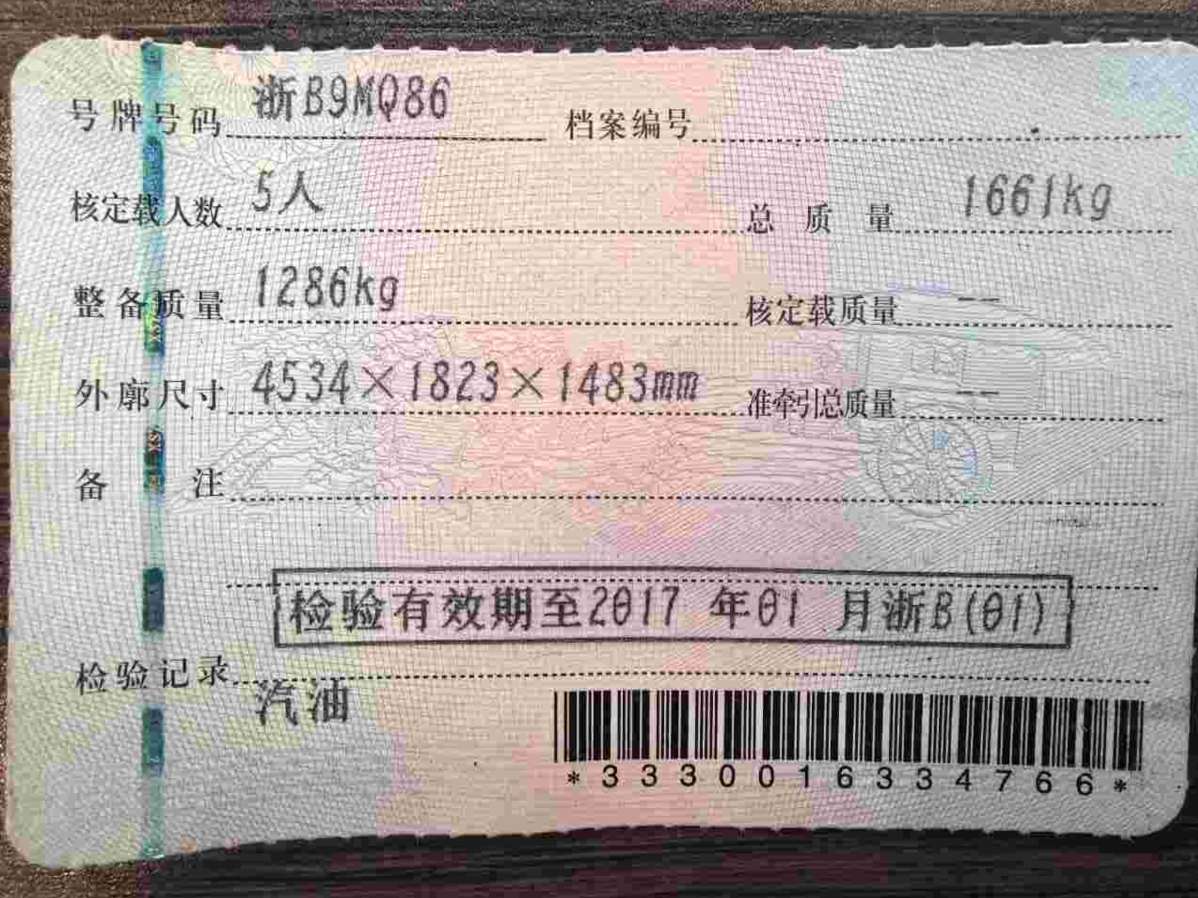 号牌号码 浙B9MQ86 档案编号
核定载人数 5人 总质量 1661kg
整备质量 1286kg 核定载质量 --
外廓尺寸 4534×1823×1483mm 准牵引总质量 --
备注
检验有效期至2017 年01 月浙B(01)
检验记录
汽油
*3330016334766*